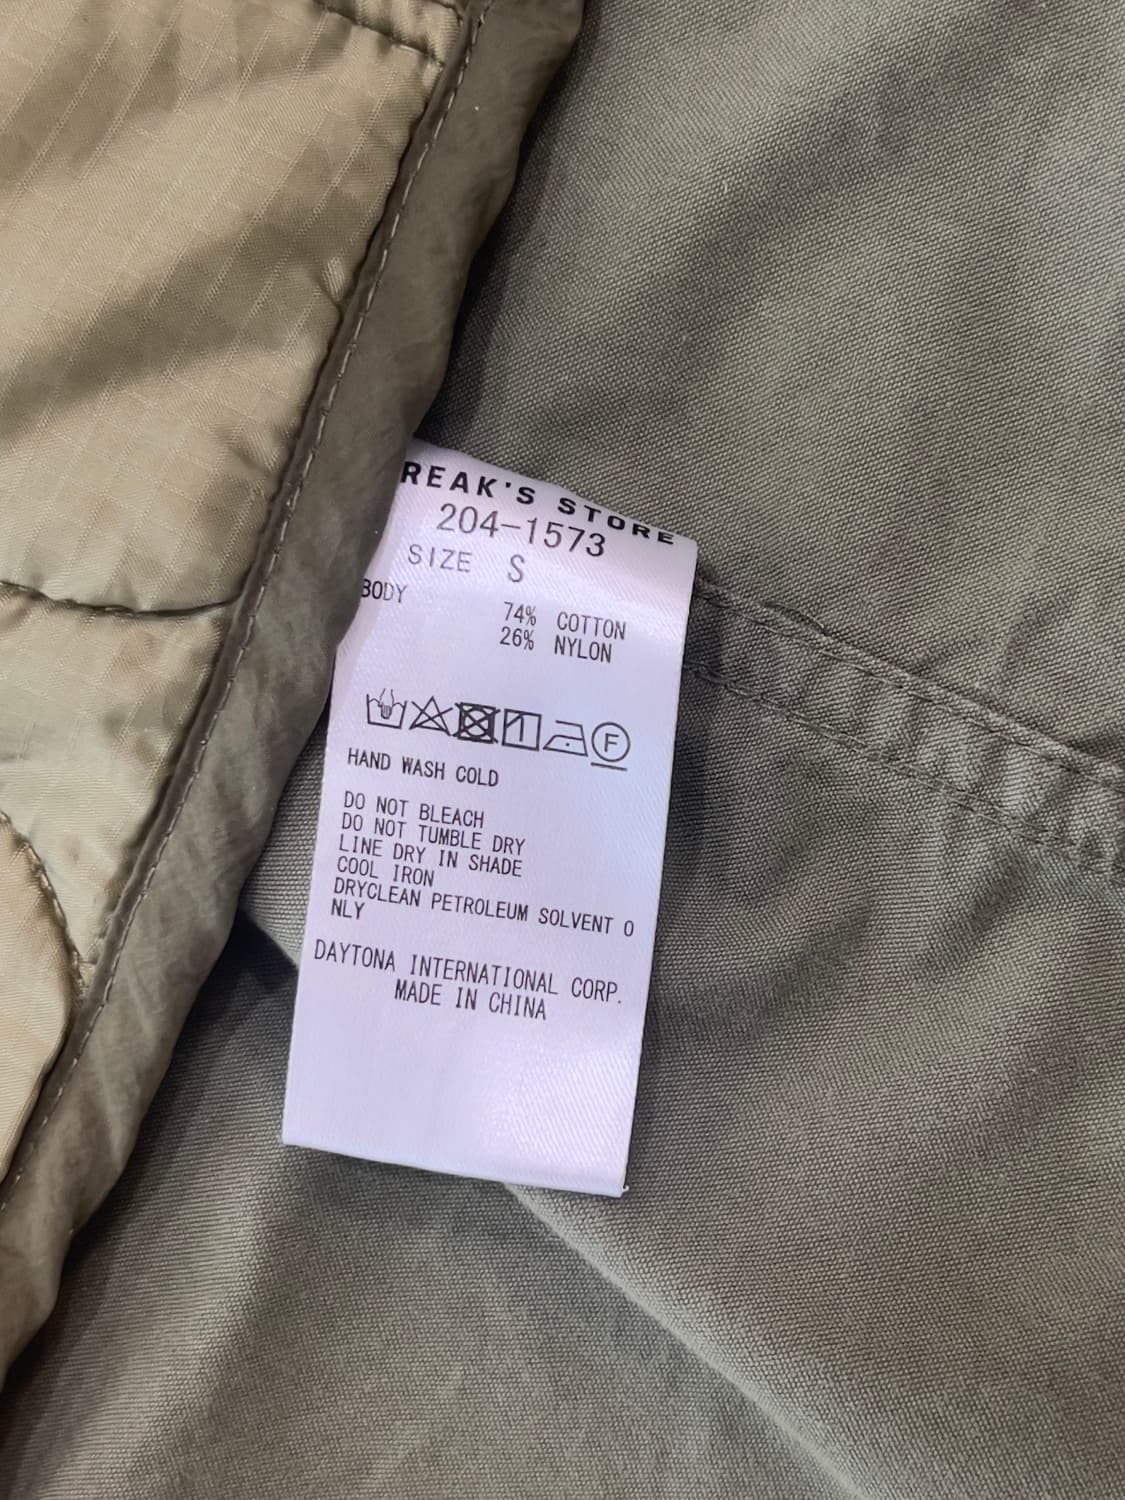 REAK'S STORE
204-1573
SIZE S
BODY
74% COTTON
26% NYLON
F
HAND WASH COLD
DO NOT BLEACH
DO NOT TUMBLE DRY
LINE DRY IN SHADE
COOL IRON
DRYCLEAN PETROLEUM SOLVENT O
NLY
DAYTONA INTERNATIONAL CORP.
MADE IN CHINA